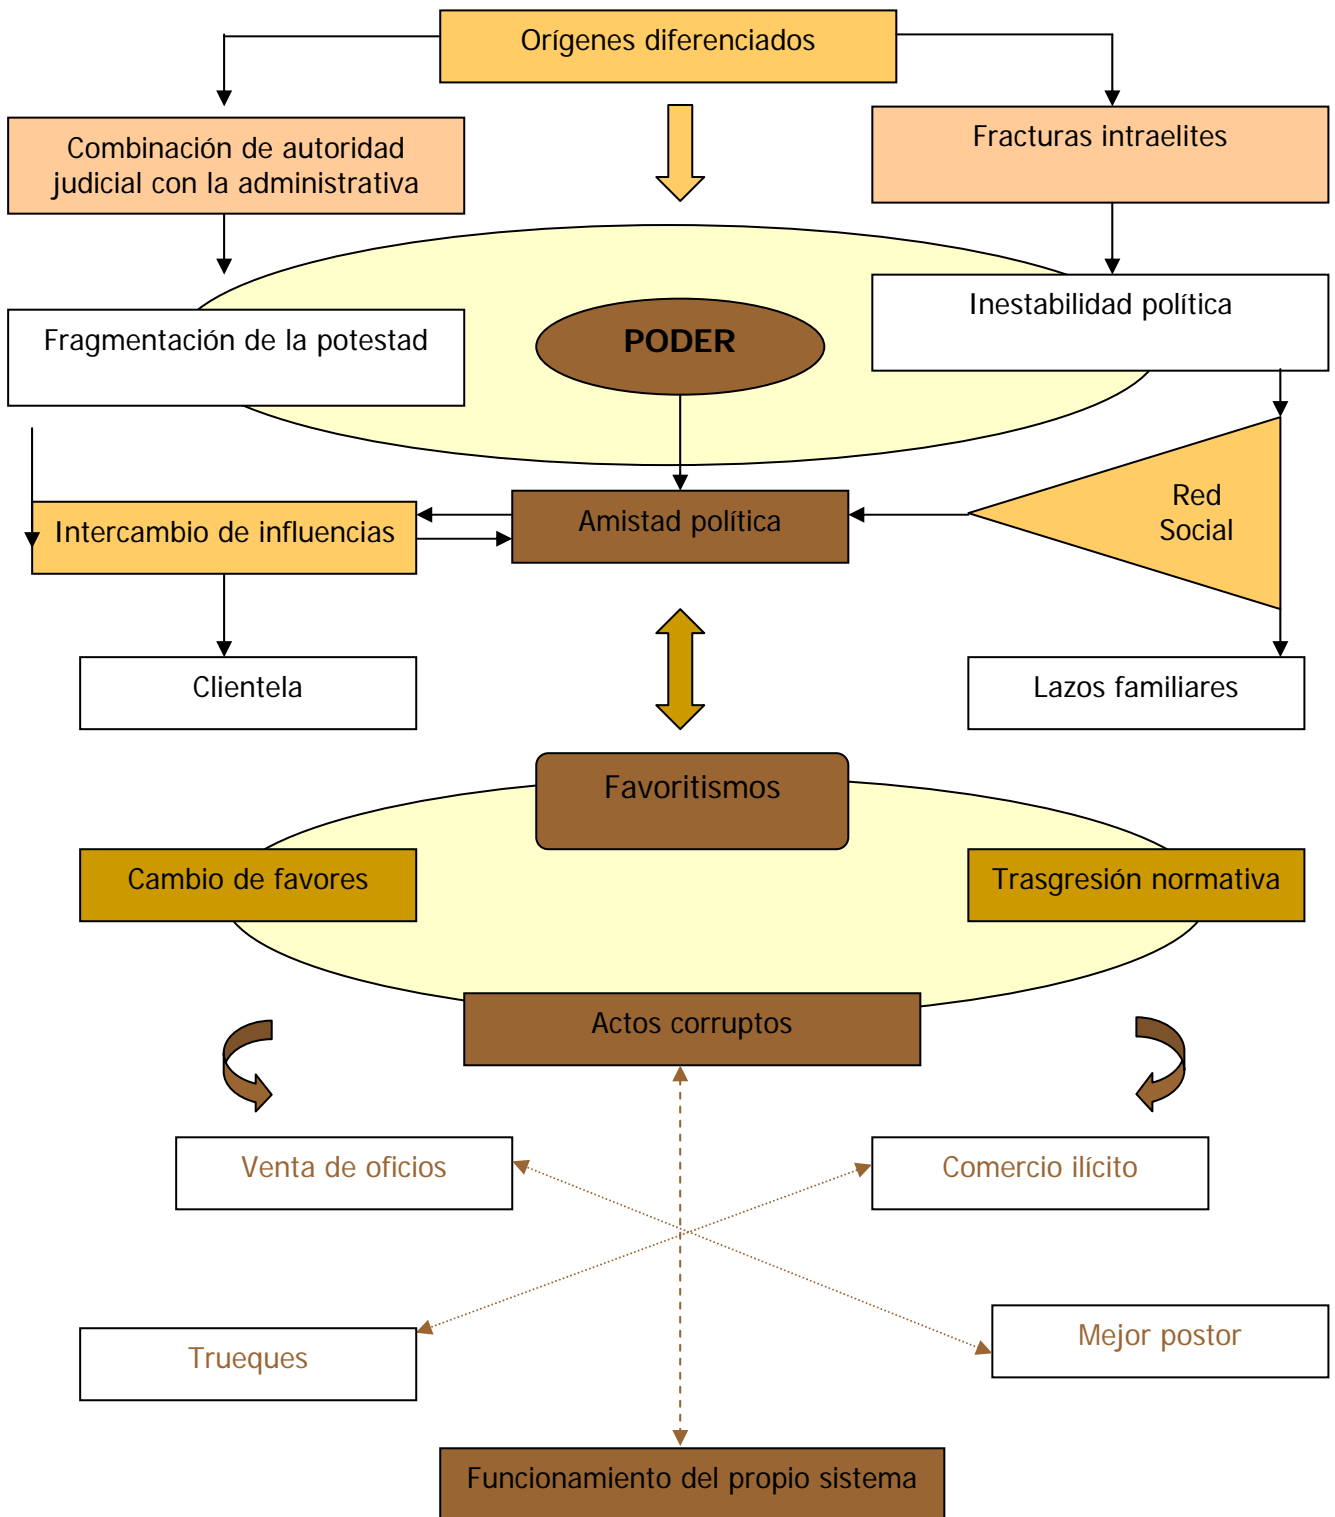 Orígenes diferenciados
Combinación de autoridad
judicial con la administrativa
Fracturas intraelites
Fragmentación de la potestad
PODER
Inestabilidad política
Intercambio de influencias
Amistad política
Red
Social
Clientela
Lazos familiares
Favoritismos
Cambio de favores
Trasgresión normativa
Actos corruptos
Venta de oficios
Comercio ilícito
Trueques
Mejor postor
Funcionamiento del propio sistema